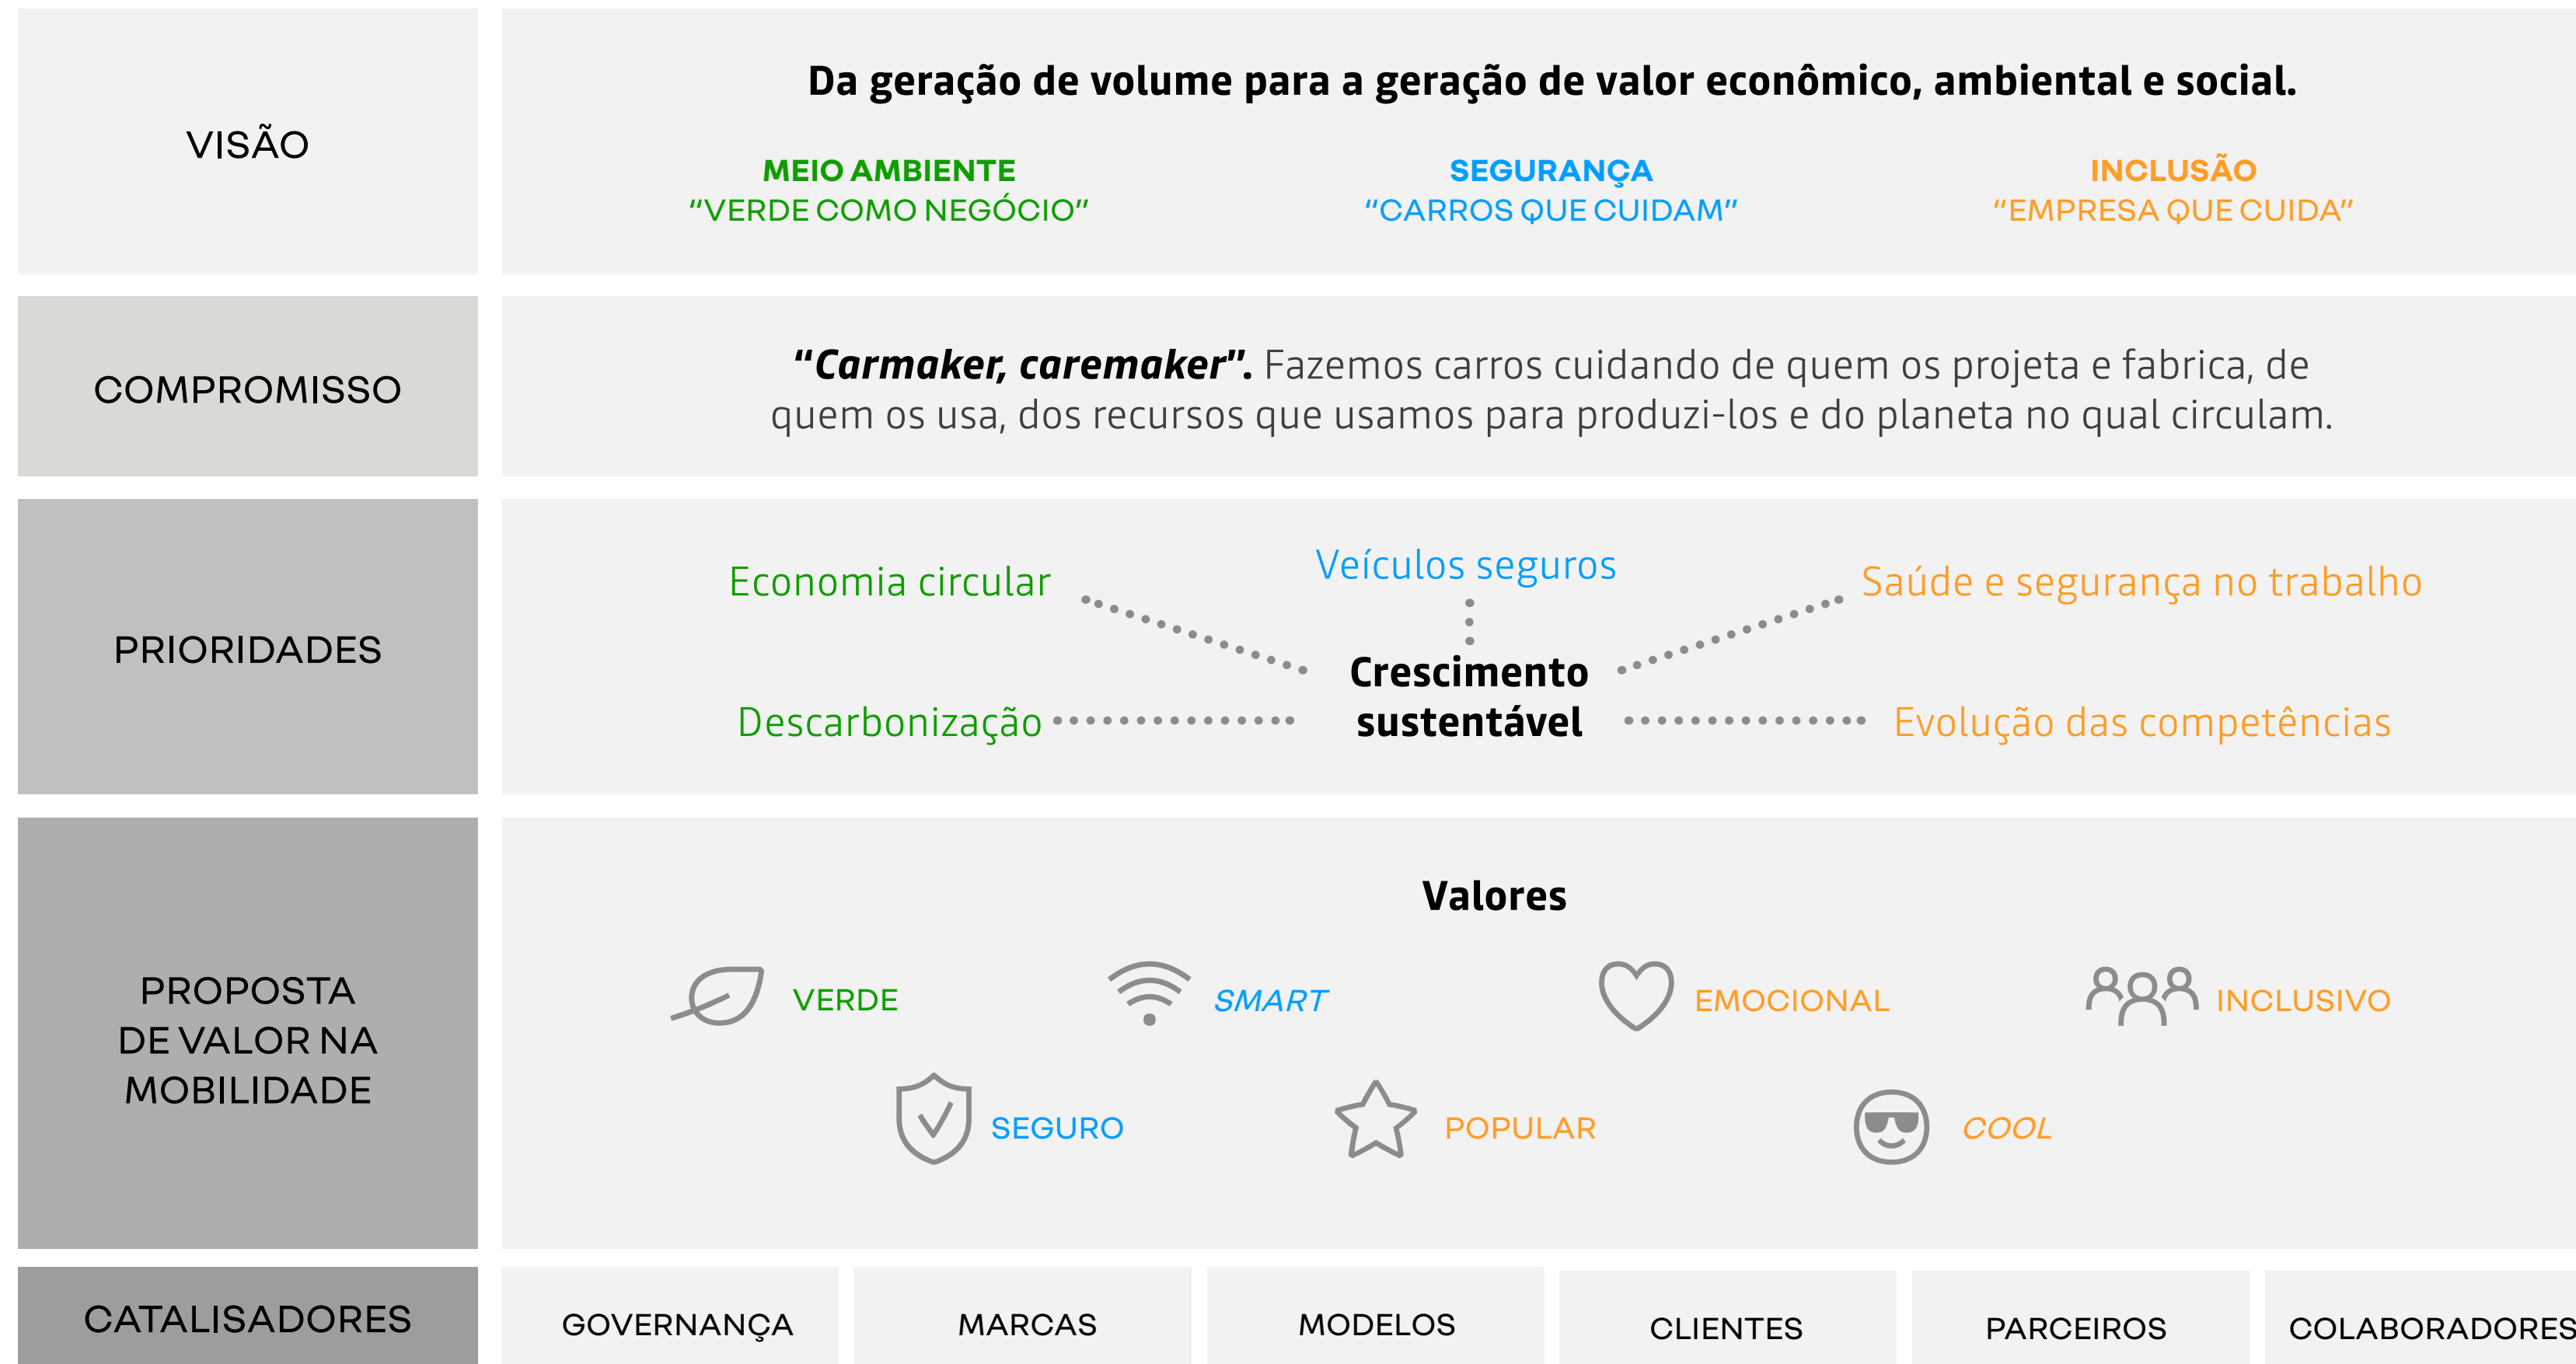 VISÃO
Da geração de volume para a geração de valor econômico, ambiental e social.
MEIO AMBIENTE
“VERDE COMO NEGÓCIO”
SEGURANÇA
“CARROS QUE CUIDAM”
INCLUSÃO
“EMPRESA QUE CUIDA”
COMPROMISSO
“Carmaker, caremaker”. Fazemos carros cuidando de quem os projeta e fabrica, de
quem os usa, dos recursos que usamos para produzi-los e do planeta no qual circulam.
PRIORIDADES
Economia circular
Veículos seguros
Saúde e segurança no trabalho
Crescimento
sustentável
Descarbonização
Evolução das competências
PROPOSTA
DE VALOR NA
MOBILIDADE
Valores
VERDE
SMART
EMOCIONAL
INCLUSIVO
SEGURO
POPULAR
COOL
CATALISADORES
GOVERNANÇA
MARCAS
MODELOS
CLIENTES
PARCEIROS
COLABORADORES